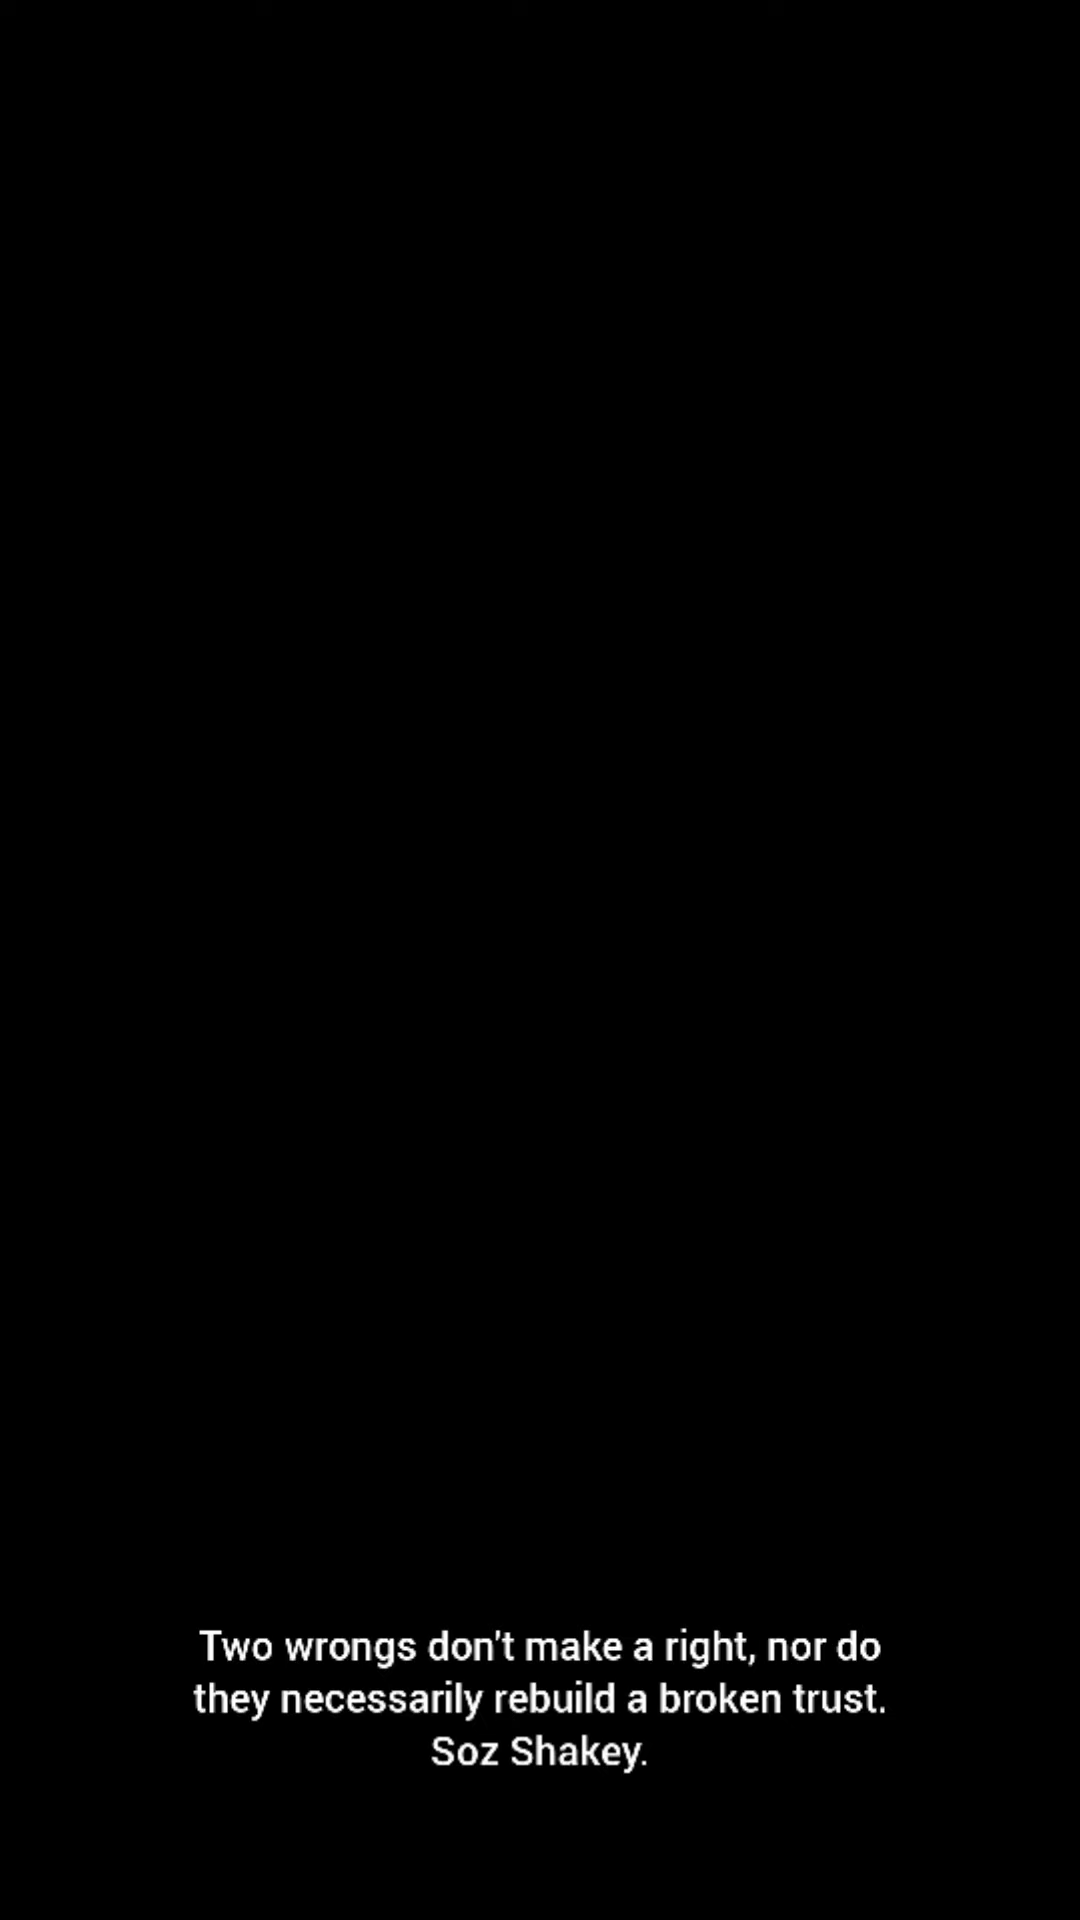 Two wrongs don't make a right, nor do
they necessarily rebuild a broken trust.
Soz Shakey.